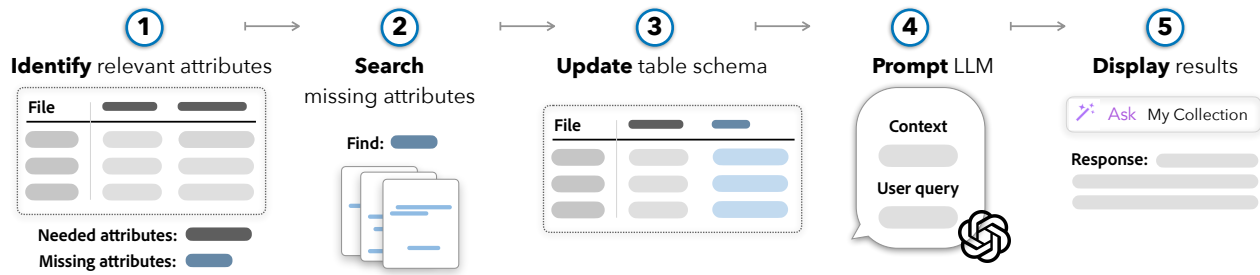 1
Identify relevant attributes
File
Needed attributes:
Missing attributes:
2
Search
missing attributes
Find:
3
Update table schema
File
4
Prompt LLM
Context
User query
5
Display results
Ask My Collection
Response: